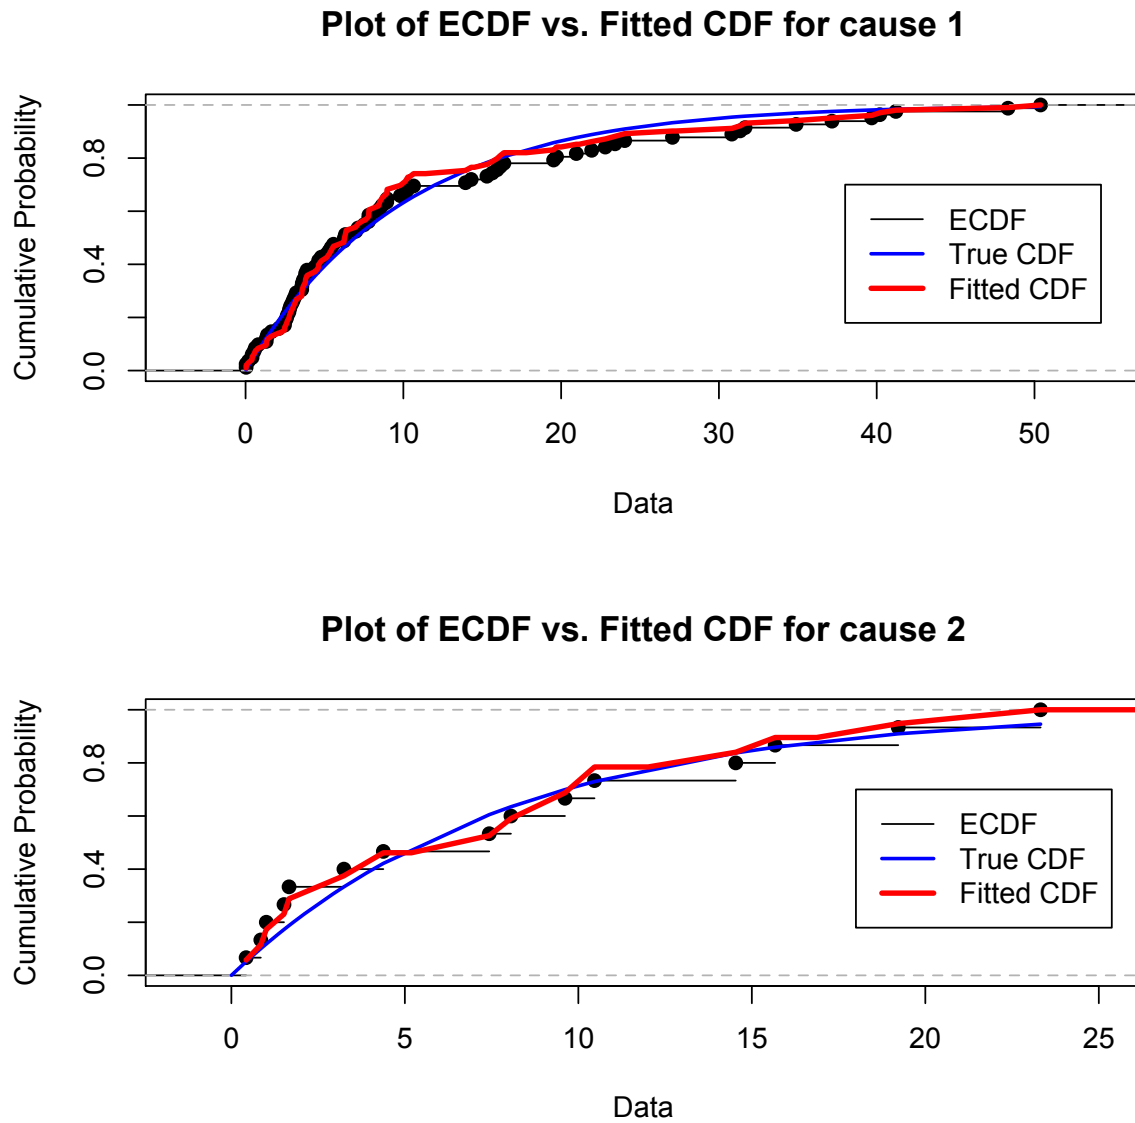 Plot of ECDF vs. Fitted CDF for cause 1
Cumulative Probability
0.0
0.4
0.8
ECDF
True CDF
Fitted CDF
0 10 20 30 40 50
Data
Plot of ECDF vs. Fitted CDF for cause 2
Cumulative Probability
0.0
0.4
0.8
ECDF
True CDF
Fitted CDF
0 5 10 15 20 25
Data